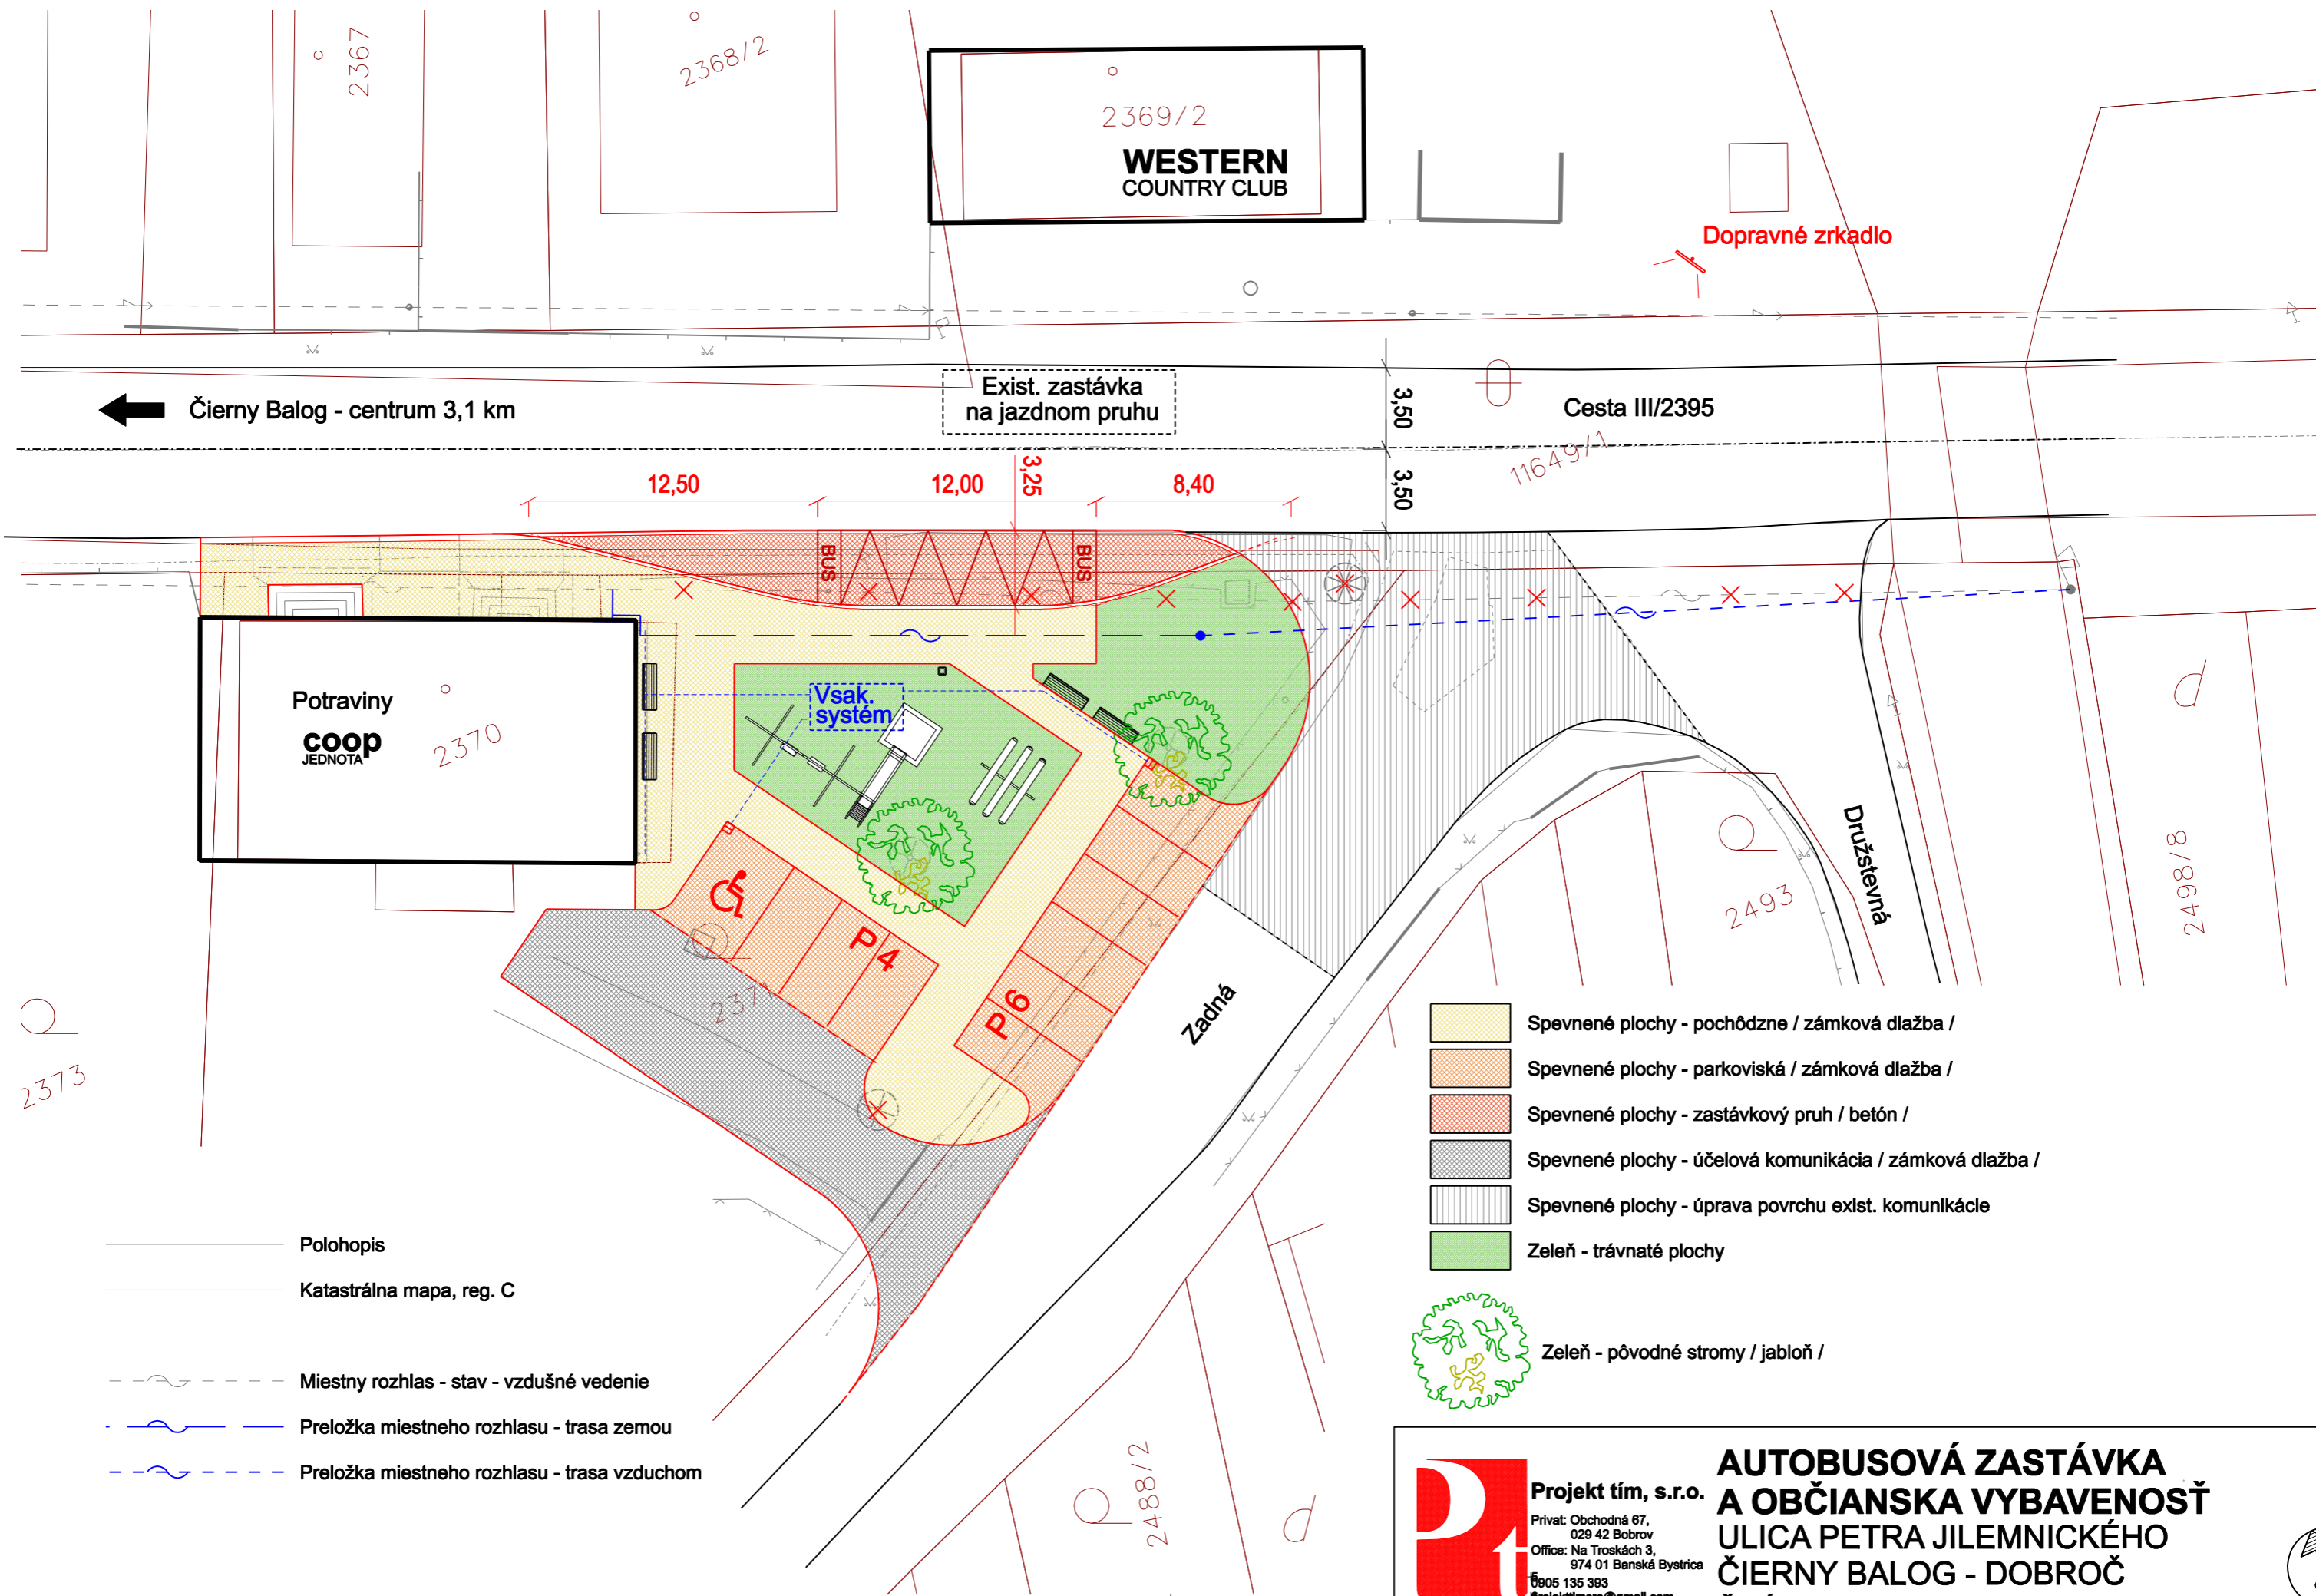 2367
2368/2
2369/2
WESTERN
COUNTRY CLUB
Dopravné zrkadlo
Čierny Balog - centrum 3,1 km
Exist. zastávka
na jazdnom pruhu
3,50
3,50
Cesta III/2395
11649/1
12,50
12,00
3,25
8,40
BUS
BUS
Potraviny
coop
JEDNOTA
2370
Vsak.
systém
P 4
P 6
2371
2373
Zadná
Družstevná
2493
2498/8
2488/2
Spevnené plochy - pochôdzne / zámková dlažba /
Spevnené plochy - parkoviská / zámková dlažba /
Spevnené plochy - zastávkový pruh / betón /
Spevnené plochy - účelová komunikácia / zámková dlažba /
Spevnené plochy - úprava povrchu exist. komunikácie
Zeleň - trávnaté plochy
Zeleň - pôvodné stromy / jabloň /
Polohopis
Katastrálna mapa, reg. C
Miestny rozhlas - stav - vzdušné vedenie
Preložka miestneho rozhlasu - trasa zemou
Preložka miestneho rozhlasu - trasa vzduchom
Pt
Projekt tím, s.r.o.
Privat: Obchodná 67,
029 42 Bobrov
Office: Na Troskách 3,
974 01 Banská Bystrica
0905 135 393
AUTOBUSOVÁ ZASTÁVKA
A OBČIANSKA VYBAVENOSŤ
ULICA PETRA JILEMNICKÉHO
ČIERNY BALOG - DOBROČ